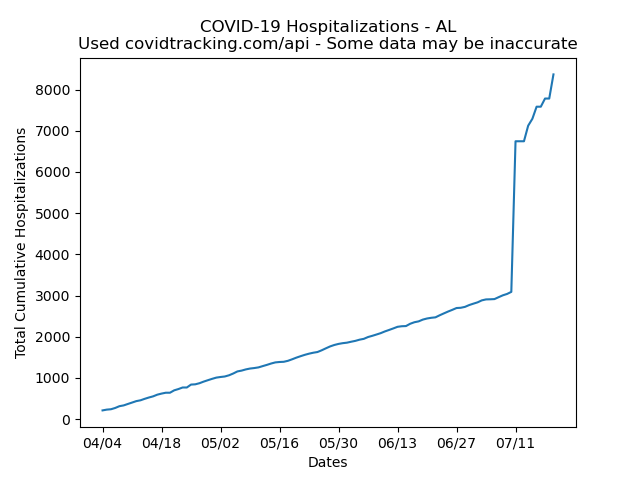 COVID-19 Hospitalizations - AL
Used covidtracking.com/api - Some data may be inaccurate
Total Cumulative Hospitalizations
8000
7000
6000
5000
4000
3000
2000
1000
0
04/04 04/18 05/02 05/16 05/30 06/13 06/27 07/11
Dates